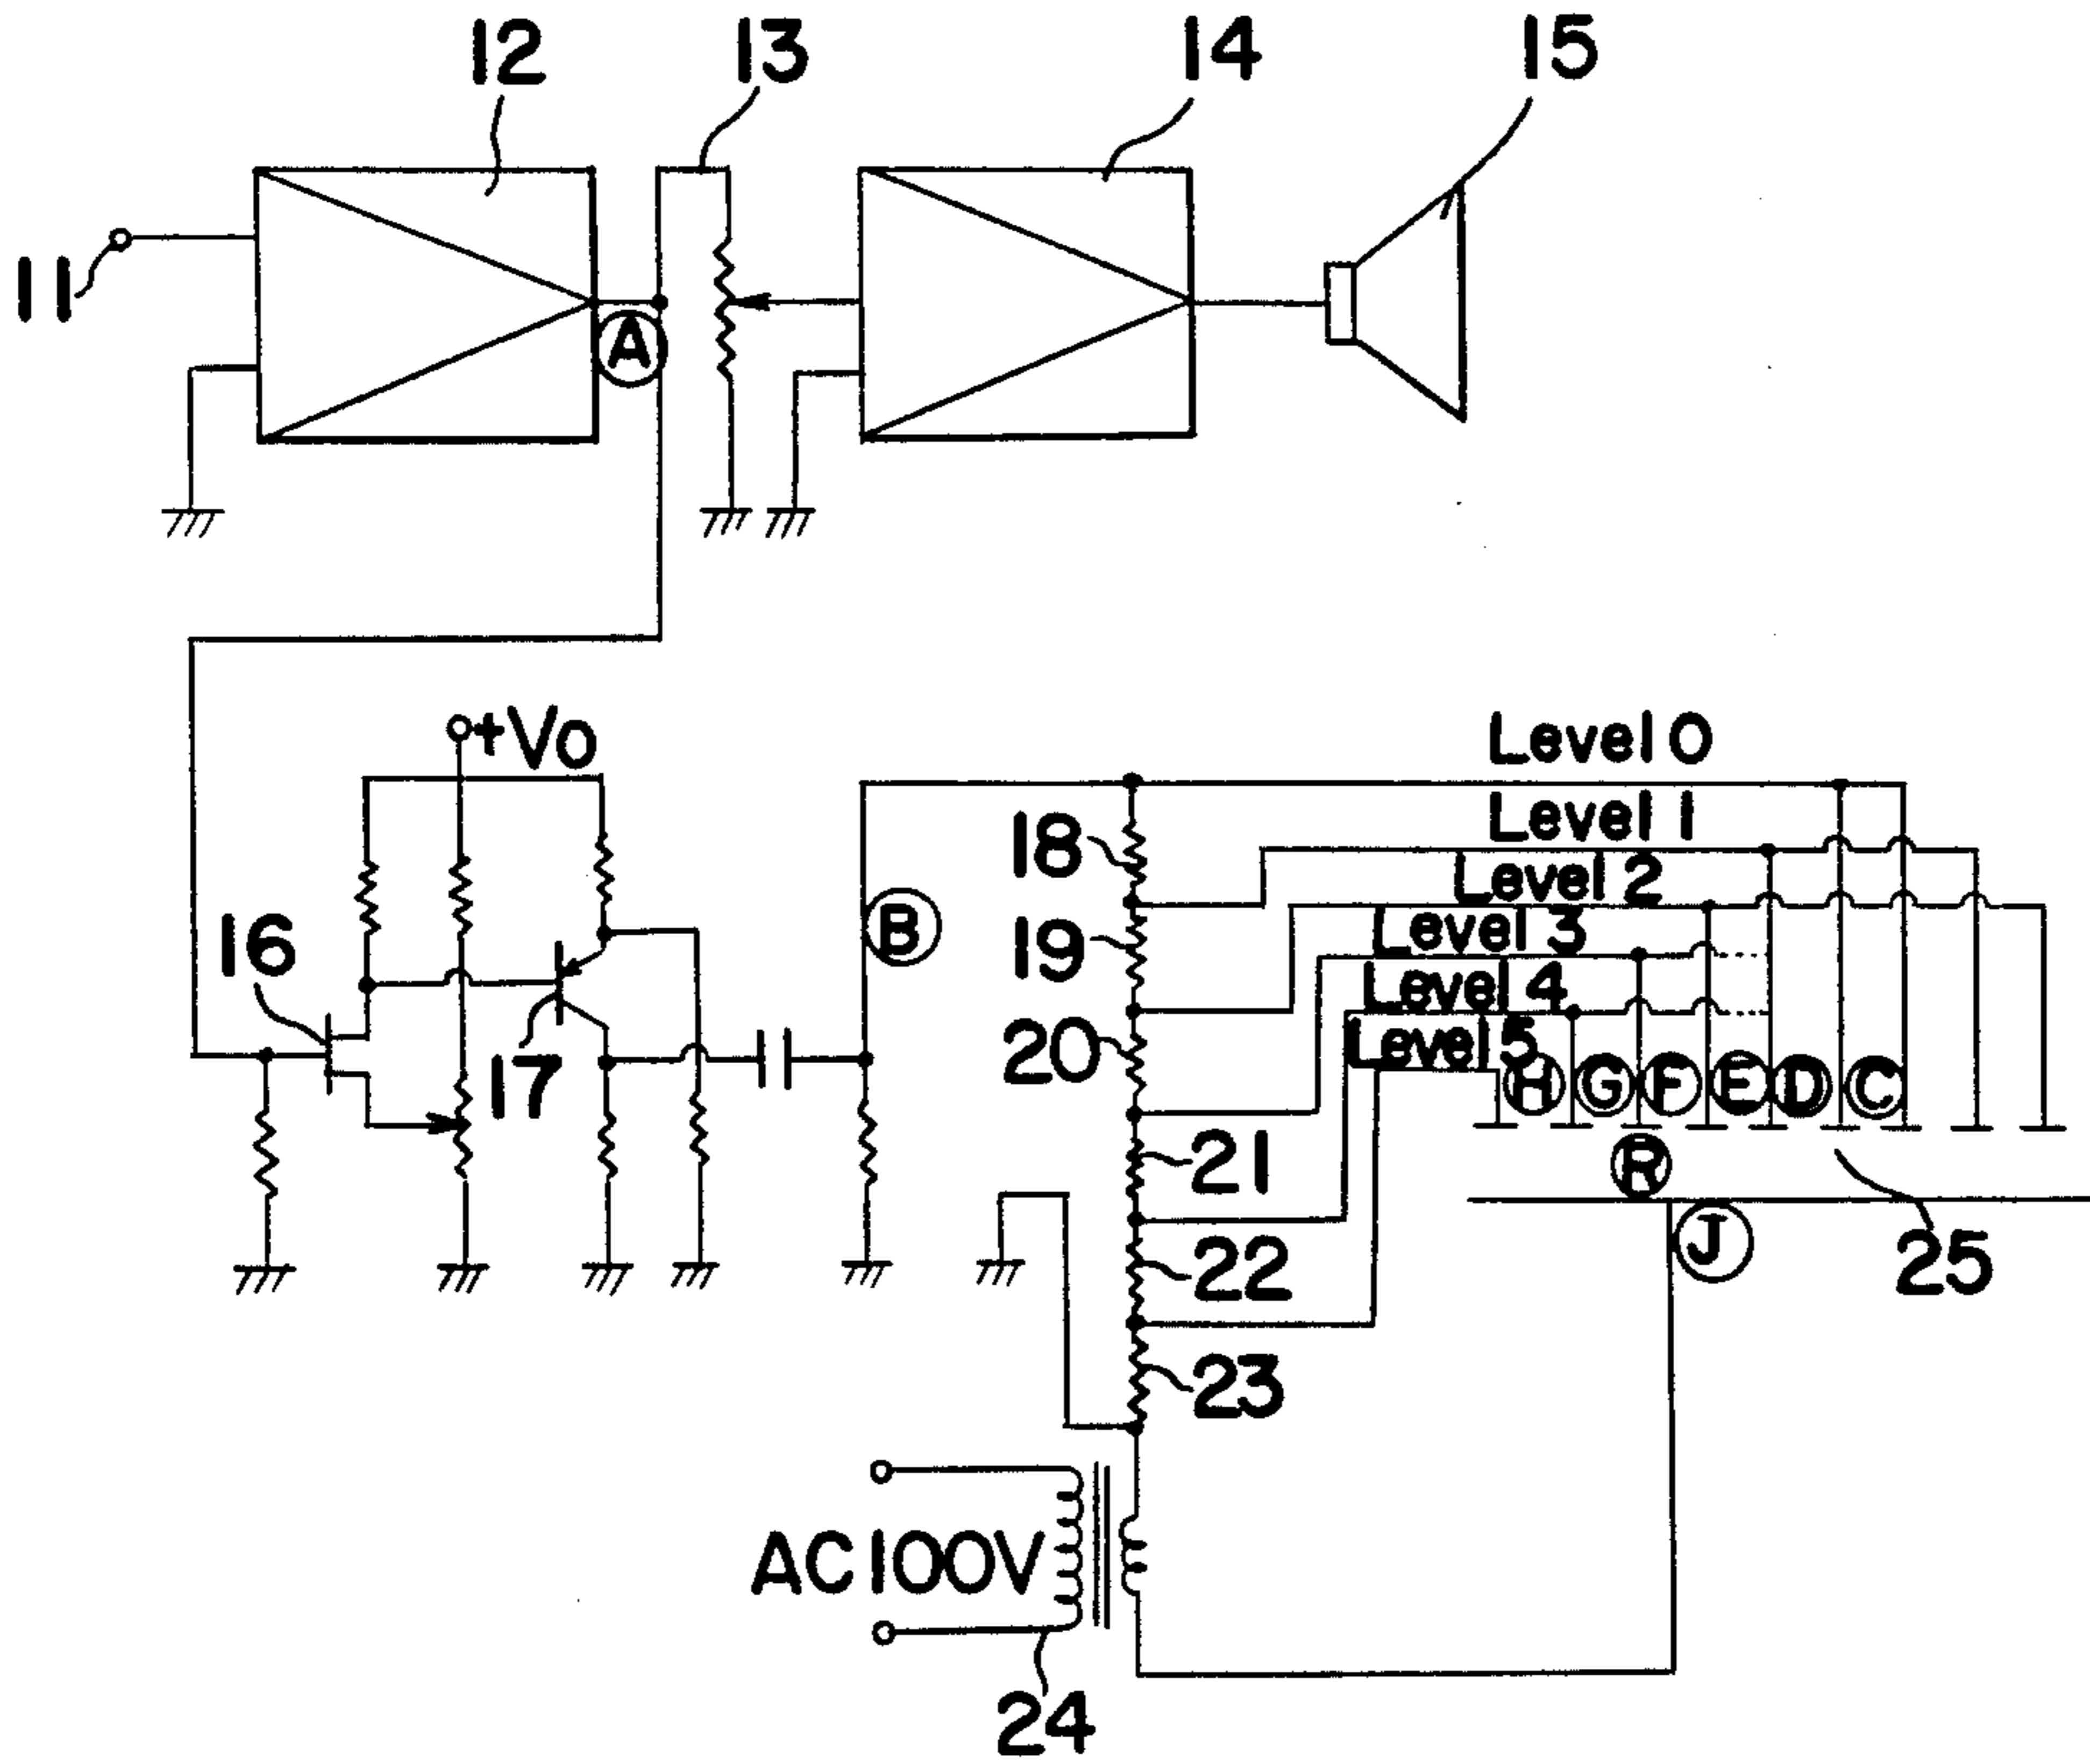 12
13
14
15
11
A
+Vo
Level 0
Level 1
18
Level 2
16
B
19
Level 3
Level 4
17
20
Level 5
H
G
F
E
D
C
21
R
J
22
25
23
AC100V
24